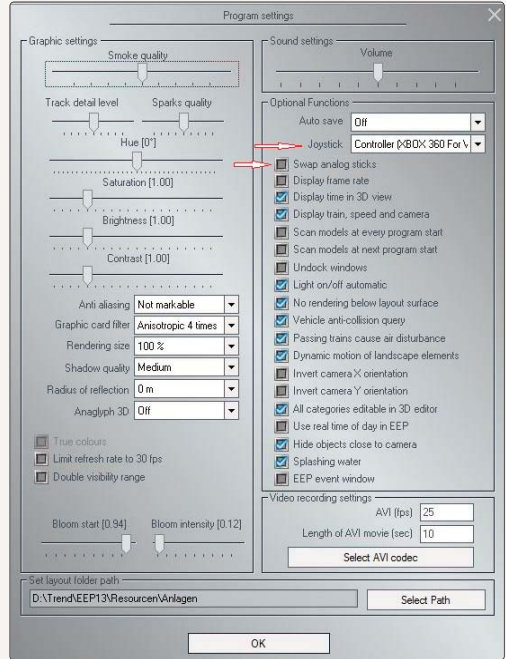 Program settings
Graphic settings
Smoke quality
Track detail level
Sparks quality
Hue [0°]
Saturation [1.00]
Brightness [1.00]
Contrast [1.00]
Anti aliasing Not markable
Graphic card filter Anisotropic 4 times
Rendering size 100 %
Shadow quality Medium
Radius of reflection 0 m
Anaglyph 3D Off
True colours
Limit refresh rate to 30 fps
Double visibility range
Bloom start [0.94]
Bloom intensity [0.12]
Sound settings
Volume
Optional Functions
Auto save Off
Joystick Controller (XBOX 360 For
Swap analog sticks
Display frame rate
Display time in 3D view
Display train, speed and camera
Scan models at every program start
Scan models at next program start
Undock windows
Light on/off automatic
No rendering below layout surface
Vehicle anti-collision query
Passing trains cause air disturbance
Dynamic motion of landscape elements
Invert camera X orientation
Invert camera Y orientation
All categories editable in 3D editor
Use real time of day in EEP
Hide objects close to camera
Splashing water
EEP event window
Video recording settings
AVI (fps) 25
Length of AVI movie (sec) 10
Select AVI codec
Set layout folder path
D:\Trend\EEP13\Resourcen\Anlagen
Select Path
OK